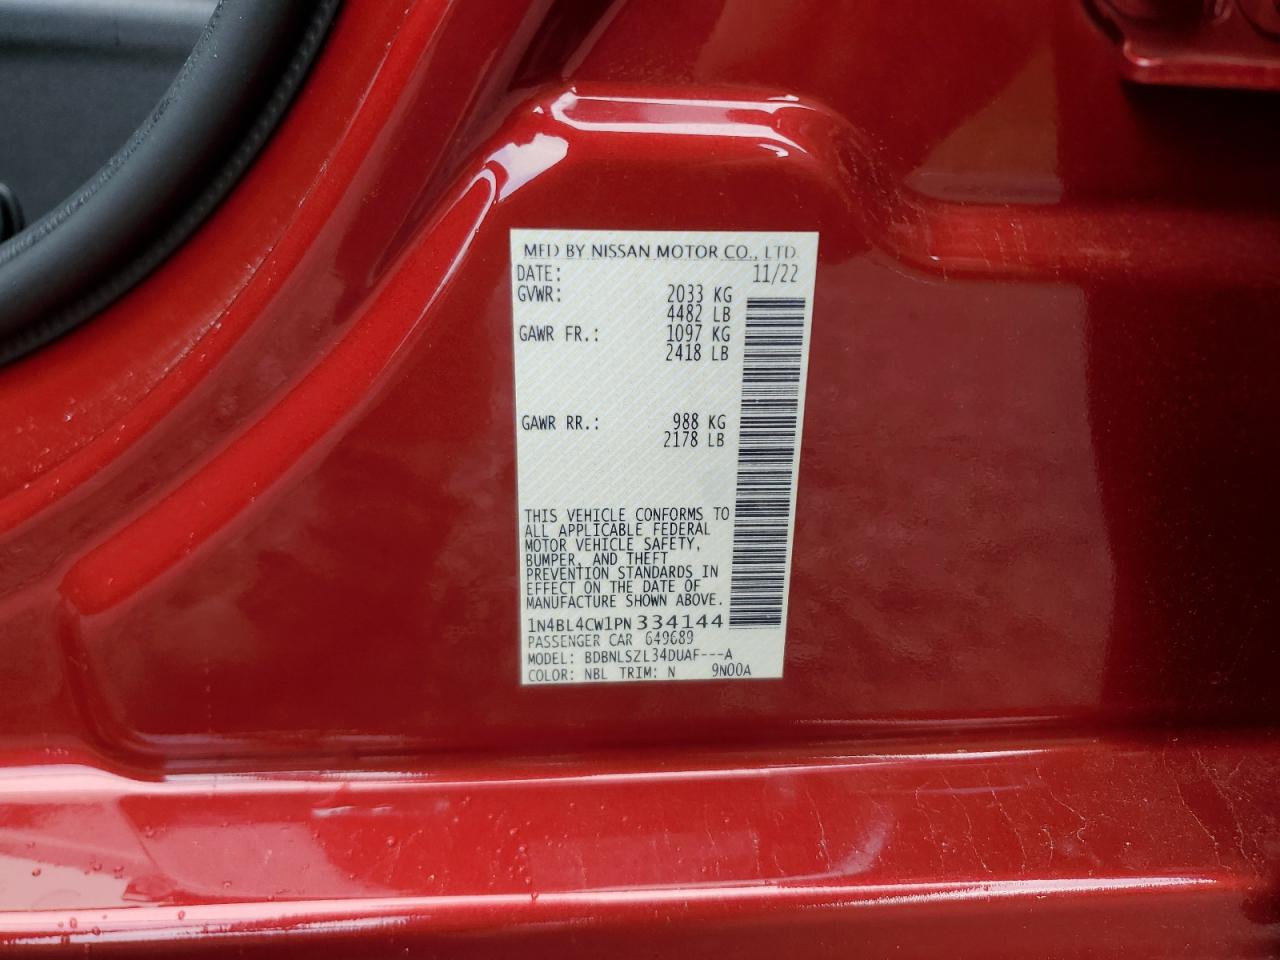 MFD BY NISSAN MOTOR CO., LTD.
DATE: 11/22
GVWR: 2033 KG
4482 LB
GAWR FR.: 1097 KG
2418 LB
GAWR RR.: 988 KG
2178 LB
THIS VEHICLE CONFORMS TO
ALL APPLICABLE FEDERAL
MOTOR VEHICLE SAFETY,
BUMPER, AND THEFT
PREVENTION STANDARDS IN
EFFECT ON THE DATE OF
MANUFACTURE SHOWN ABOVE.
1N4BL4CW1PN334144
PASSENGER CAR 649689
MODEL: BDBNLSZL34DUAF---A
COLOR: NBL TRIM: N 9N00A